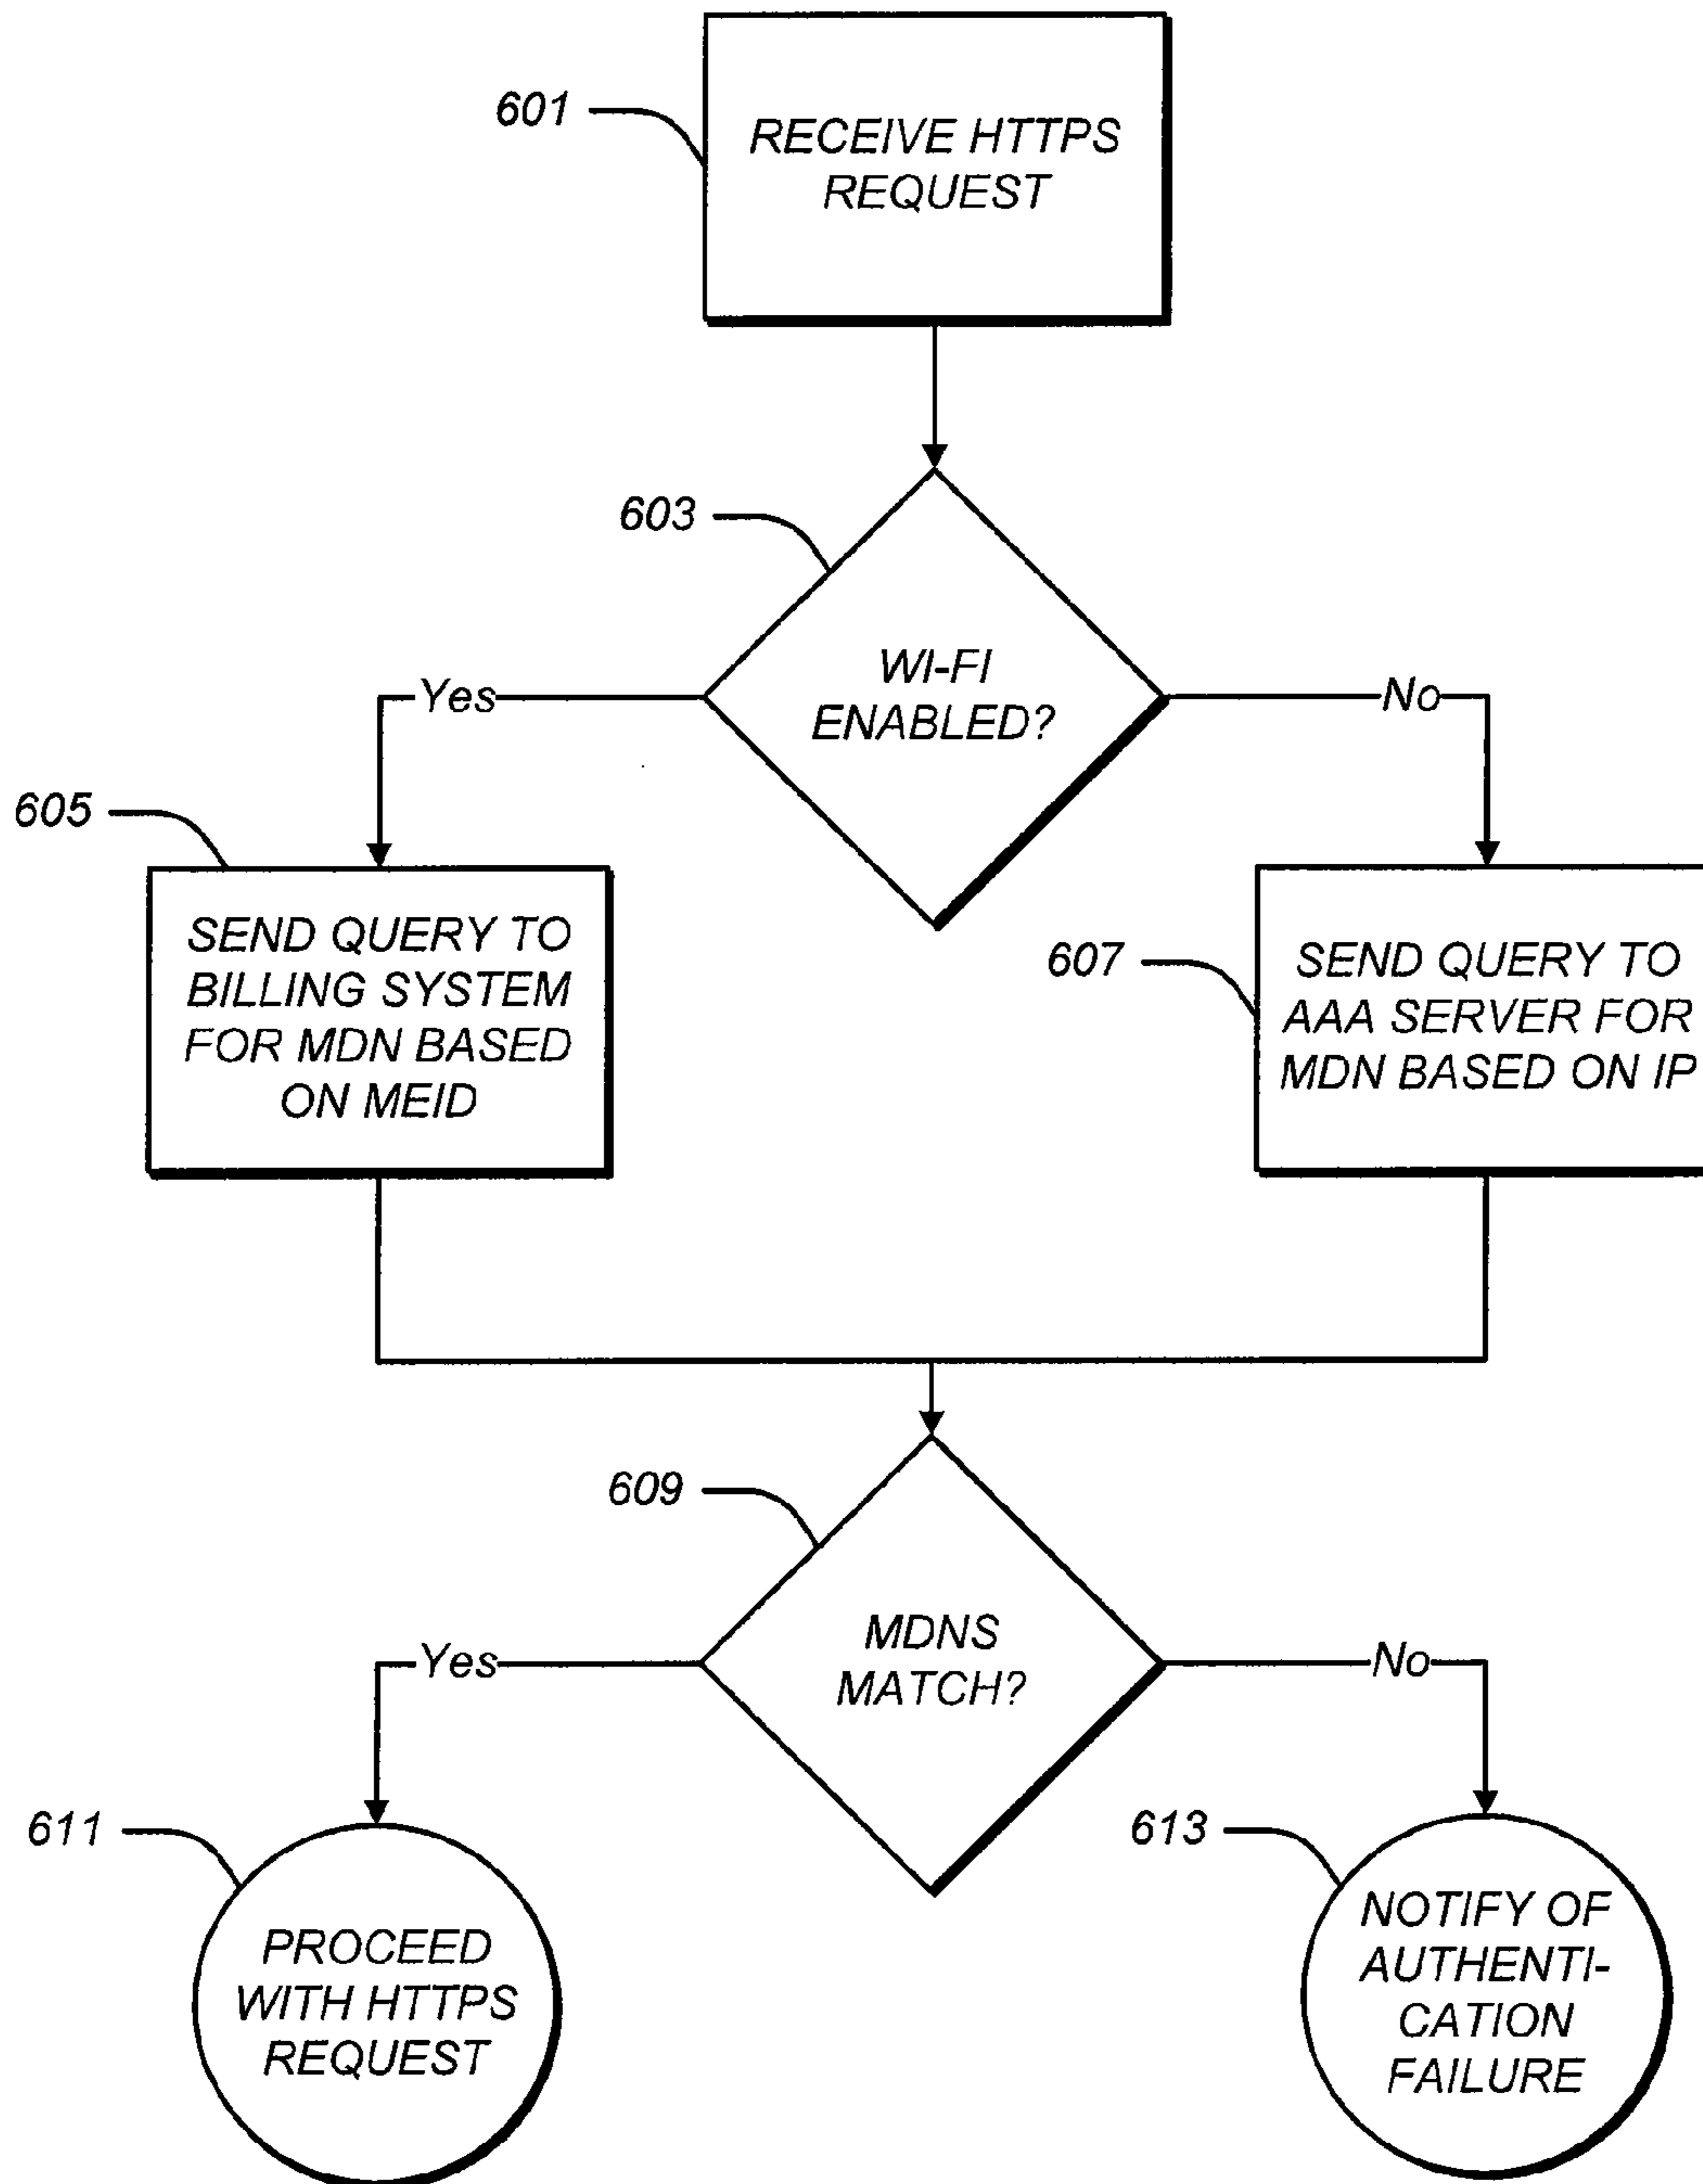 601
RECEIVE HTTPS
REQUEST
603
WI-FI
ENABLED?
Yes
No
605
SEND QUERY TO
BILLING SYSTEM
FOR MDN BASED
ON MEID
607
SEND QUERY TO
AAA SERVER FOR
MDN BASED ON IP
609
MDNS
MATCH?
Yes
No
611
PROCEED
WITH HTTPS
REQUEST
613
NOTIFY OF
AUTHENTI-
CATION
FAILURE